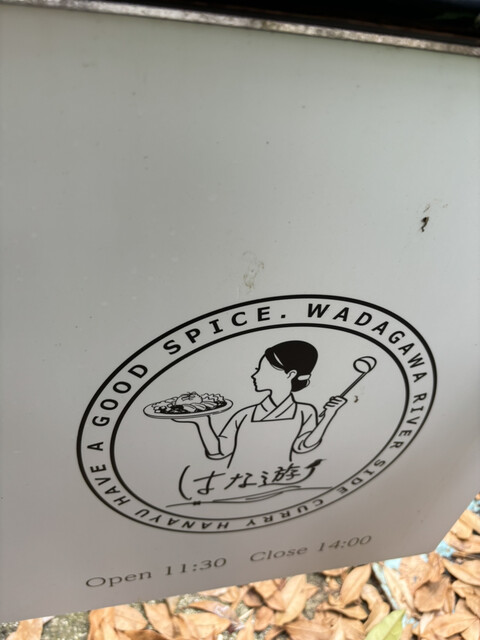 HAVE A GOOD SPICE. WADAGAWA RIVER SIDE CURRY HANAYU
はな遊
Open 11:30 Close 14:00